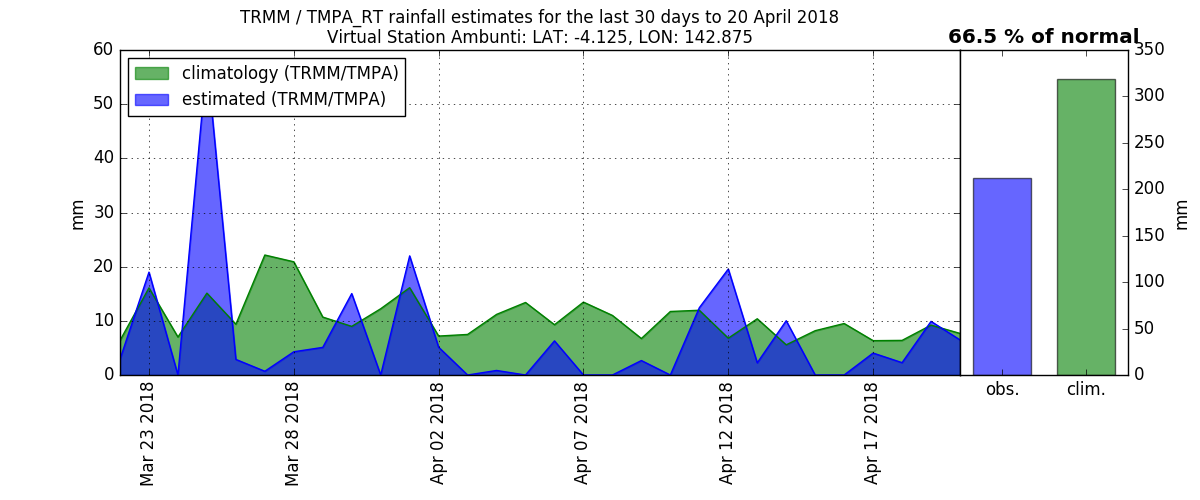 TRMM / TMPA_RT rainfall estimates for the last 30 days to 20 April 2018
Virtual Station Ambunti: LAT: -4.125, LON: 142.875
66.5 % of normal
climatology (TRMM/TMPA)
estimated (TRMM/TMPA)
60
50
40
30
20
10
0
mm
Mar 23 2018
Mar 28 2018
Apr 02 2018
Apr 07 2018
Apr 12 2018
Apr 17 2018
350
300
250
200
150
100
50
0
mm
obs.
clim.